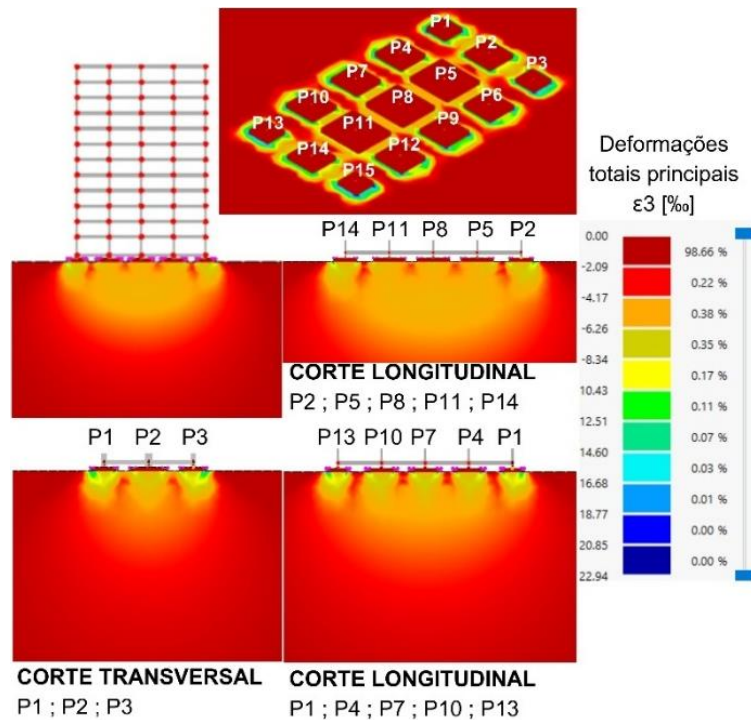 P1
P4
P2
P3
P7
P5
P10
P8
P6
P13
P11
P9
P14
P12
P15
Deformações
totais principais
ε3 [‰]
P14 P11 P8 P5 P2
0.00
98.66 %
-2.09
0.22 %
-4.17
0.38 %
-6.26
0.35 %
-8.34
0.17 %
10.43
0.11 %
12.51
0.07 %
14.60
0.03 %
16.68
0.01 %
18.77
0.00 %
20.85
0.00 %
22.94
CORTE LONGITUDINAL
P2 ; P5 ; P8 ; P11 ; P14
P1 P2 P3
P13 P10 P7 P4 P1
CORTE TRANSVERSAL
P1 ; P2 ; P3
CORTE LONGITUDINAL
P1 ; P4 ; P7 ; P10 ; P13